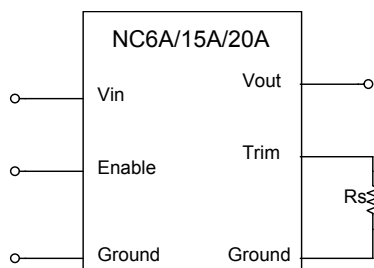 NC6A/15A/20A
Vin
Vout
Enable
Trim
Rs
Ground
Ground